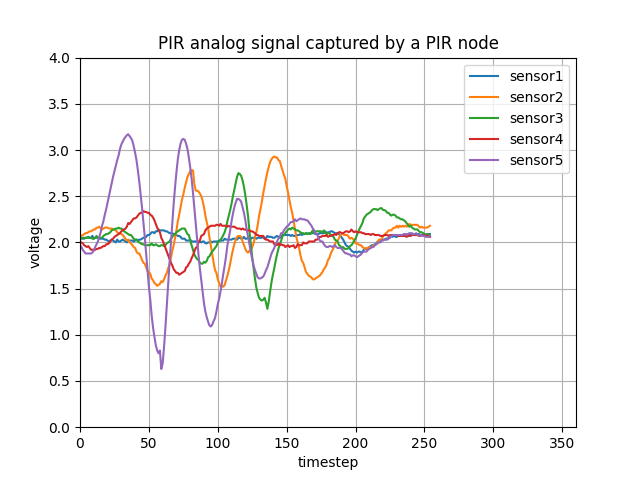 PIR analog signal captured by a PIR node
voltage
4.0
3.5
3.0
2.5
2.0
1.5
1.0
0.5
0.0
sensor1
sensor2
sensor3
sensor4
sensor5
0 50 100 150 200 250 300 350
timestep